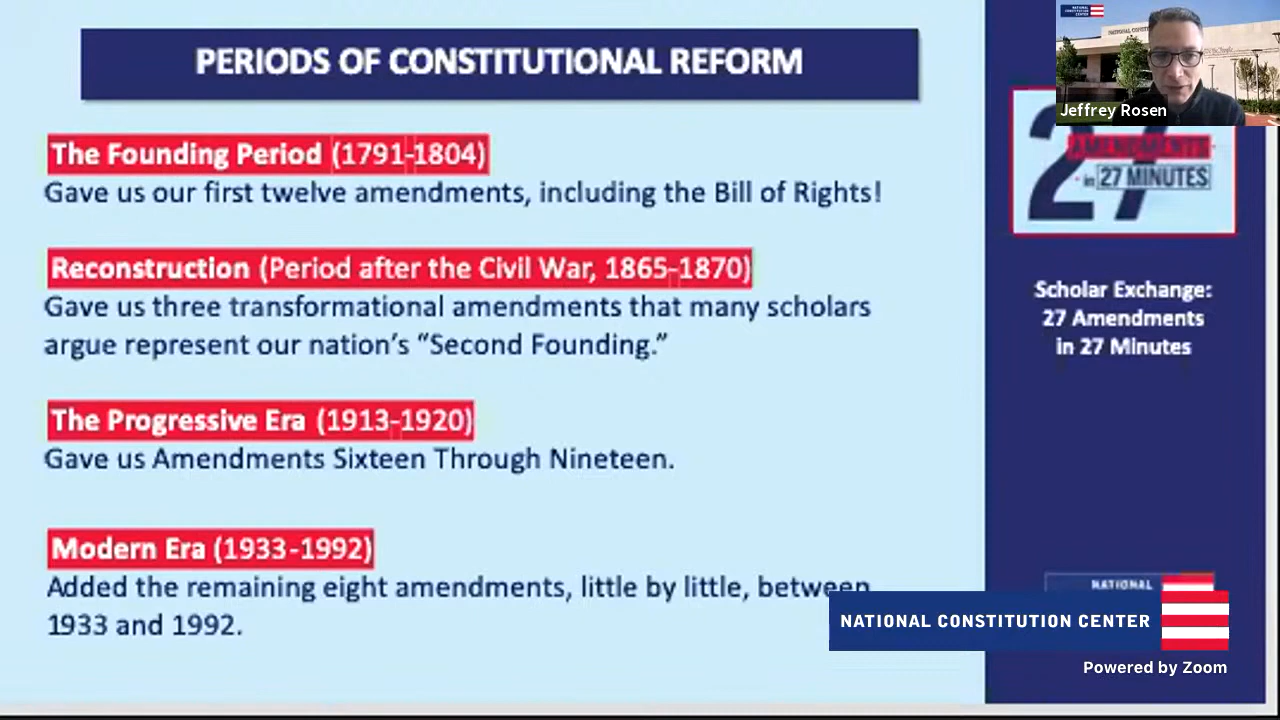 PERIODS OF CONSTITUTIONAL REFORM
The Founding Period (1791-1804)
Gave us our first twelve amendments, including the Bill of Rights!
Reconstruction (Period after the Civil War, 1865-1870)
Gave us three transformational amendments that many scholars
argue represent our nation's “Second Founding.”
The Progressive Era (1913-1920)
Gave us Amendments Sixteen Through Nineteen.
Modern Era (1933-1992)
Added the remaining eight amendments, little by little, between
1933 and 1992.
NATIONAL
CONSTITUTION
CENTER
Jeffrey Rosen
27
AMENDMENTS
in 27 MINUTES
Scholar Exchange:
27 Amendments
in 27 Minutes
NATIONAL
NATIONAL CONSTITUTION CENTER
Powered by Zoom